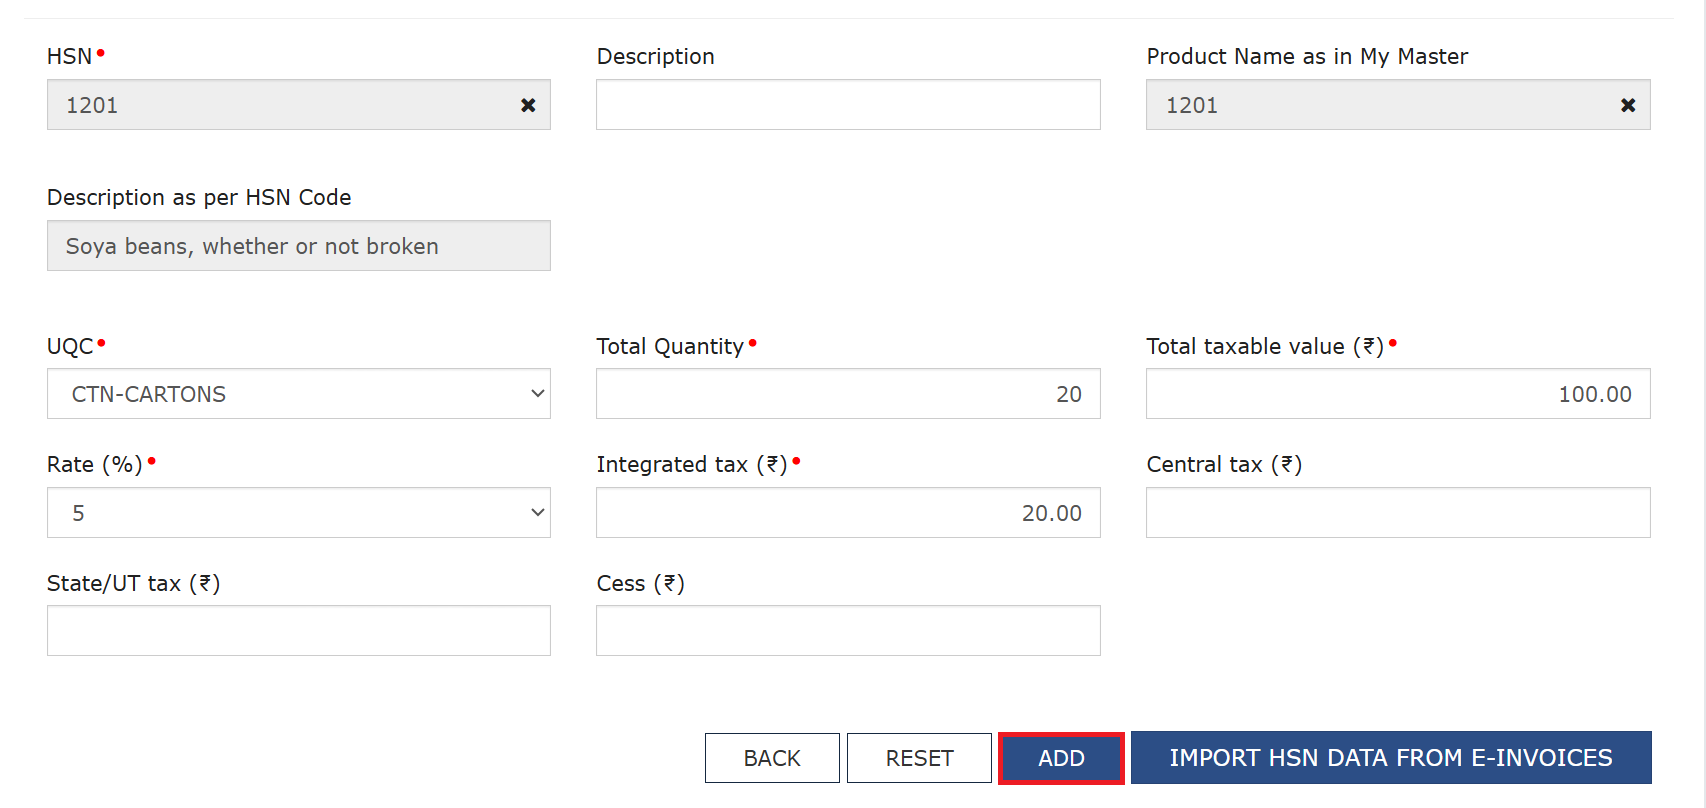 HSN•
Description
Product Name as in My Master
1201
1201
Description as per HSN Code
Soya beans, whether or not broken
UQC•
Total Quantity•
Total taxable value (₹)•
CTN-CARTONS
20
100.00
Rate (%)•
Integrated tax (₹)•
Central tax (₹)
5
20.00
State/UT tax (₹)
Cess (₹)
BACK
RESET
ADD
IMPORT HSN DATA FROM E-INVOICES